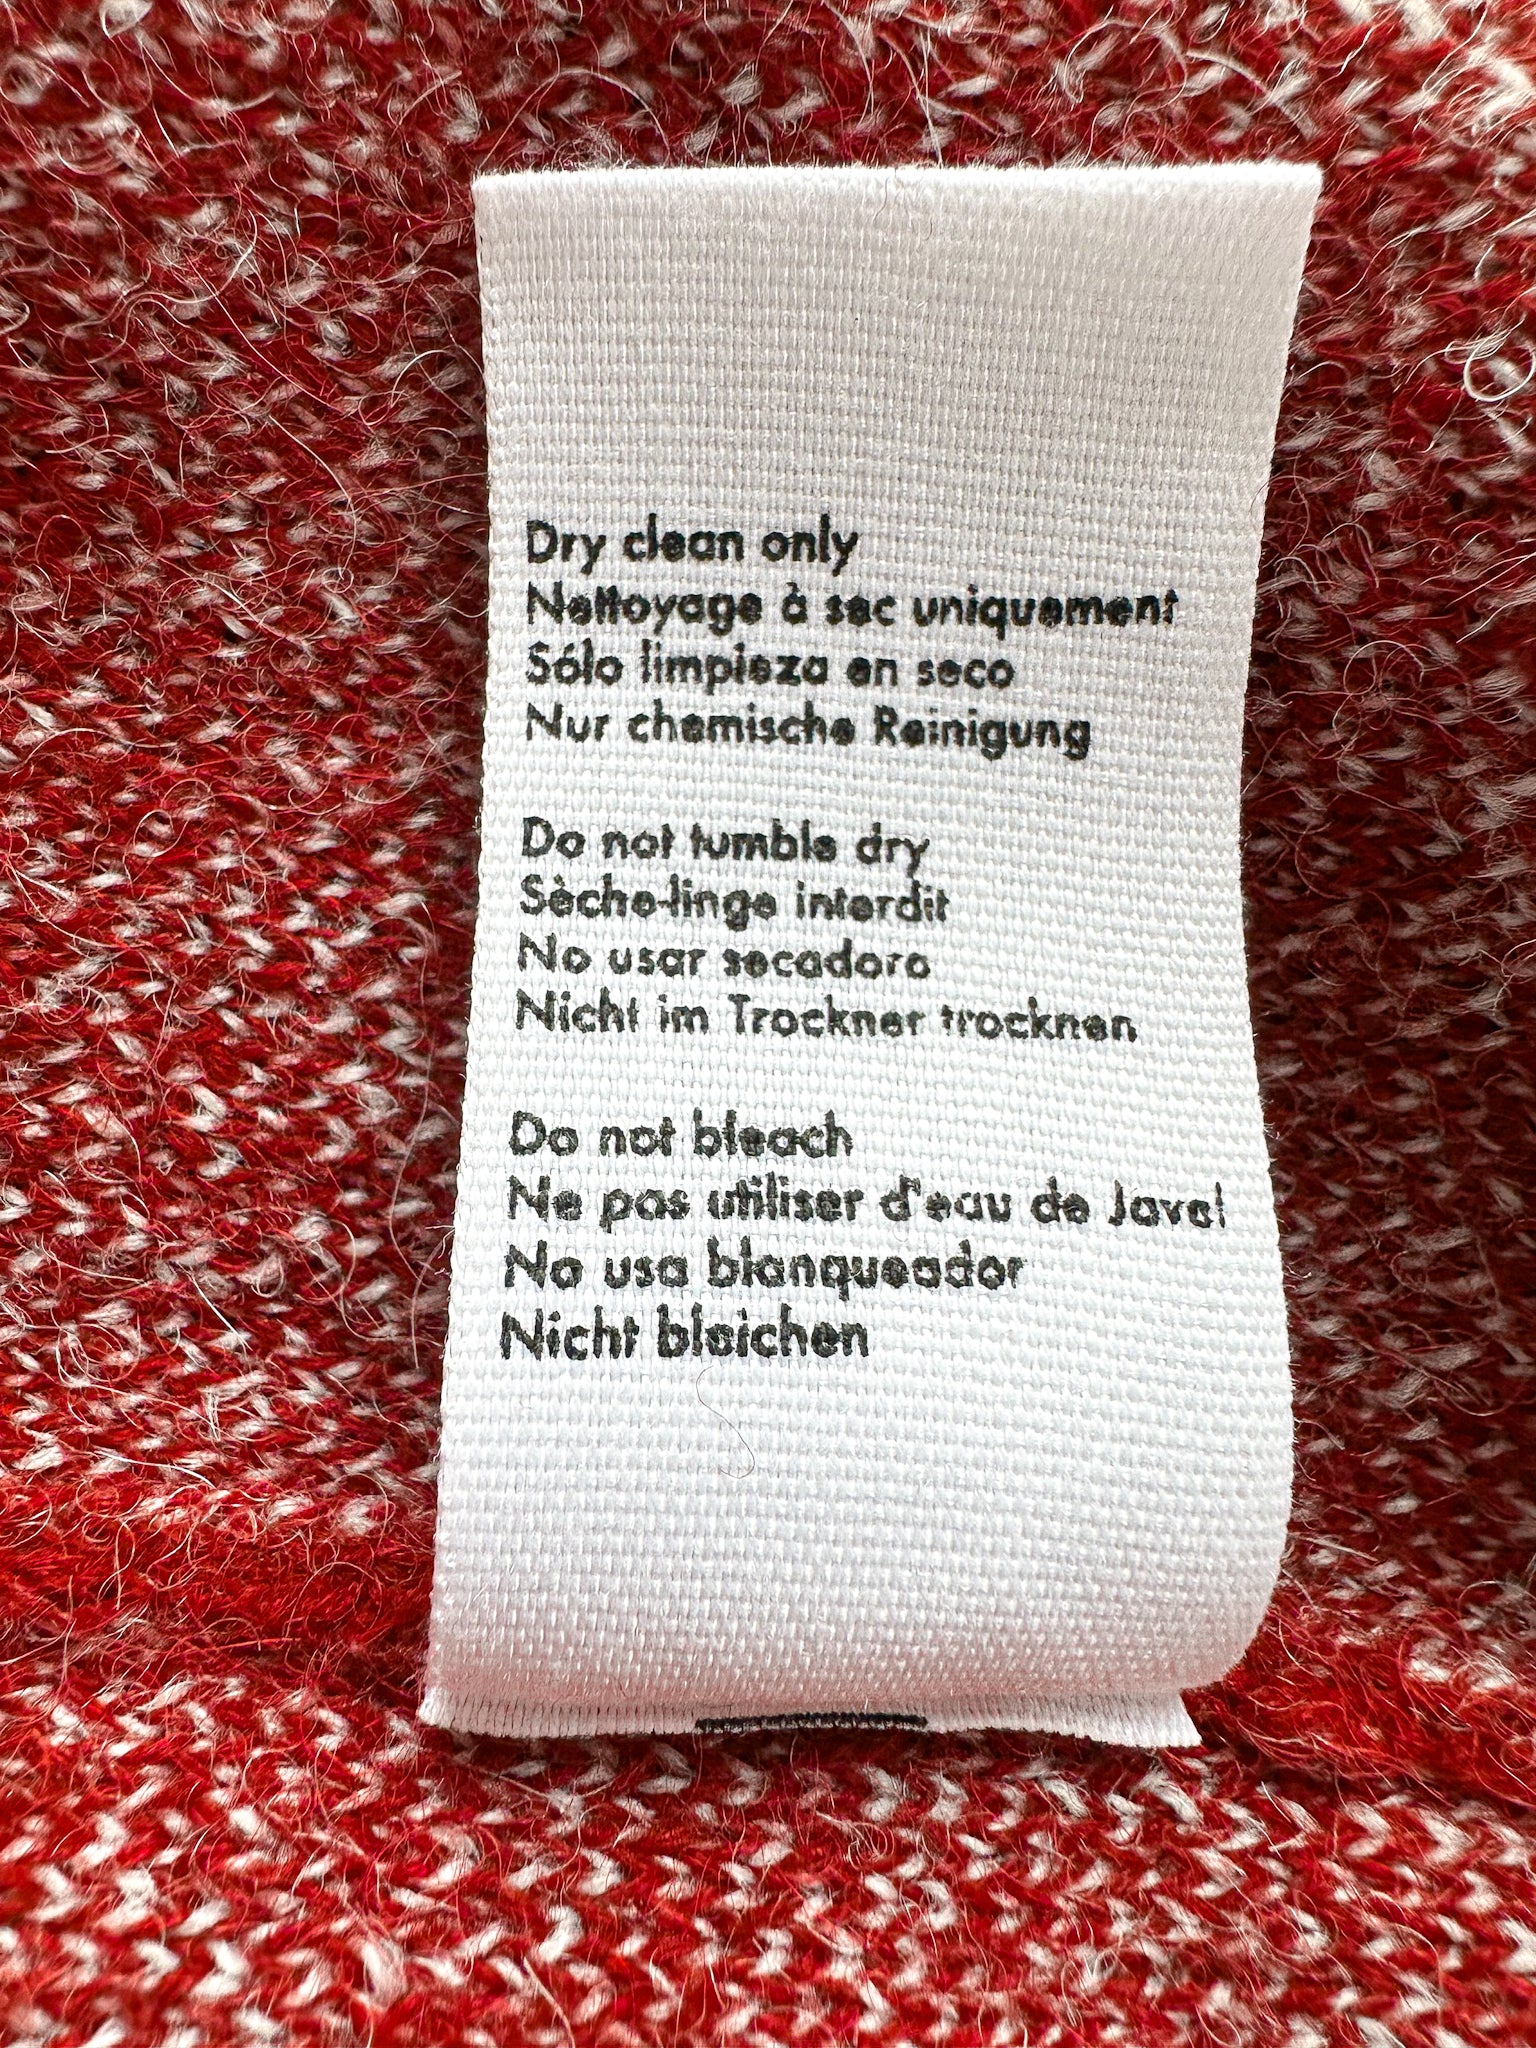 Dry clean only
Nettoyage à sec uniquement
Sólo limpieza en seco
Nur chemische Reinigung
Do not tumble dry
Sèche-linge interdit
No usar secadoro
Nicht im Trockner trocknen
Do not bleach
Ne pas utiliser d'eau de Javel
No usa blanqueador
Nicht bleichen